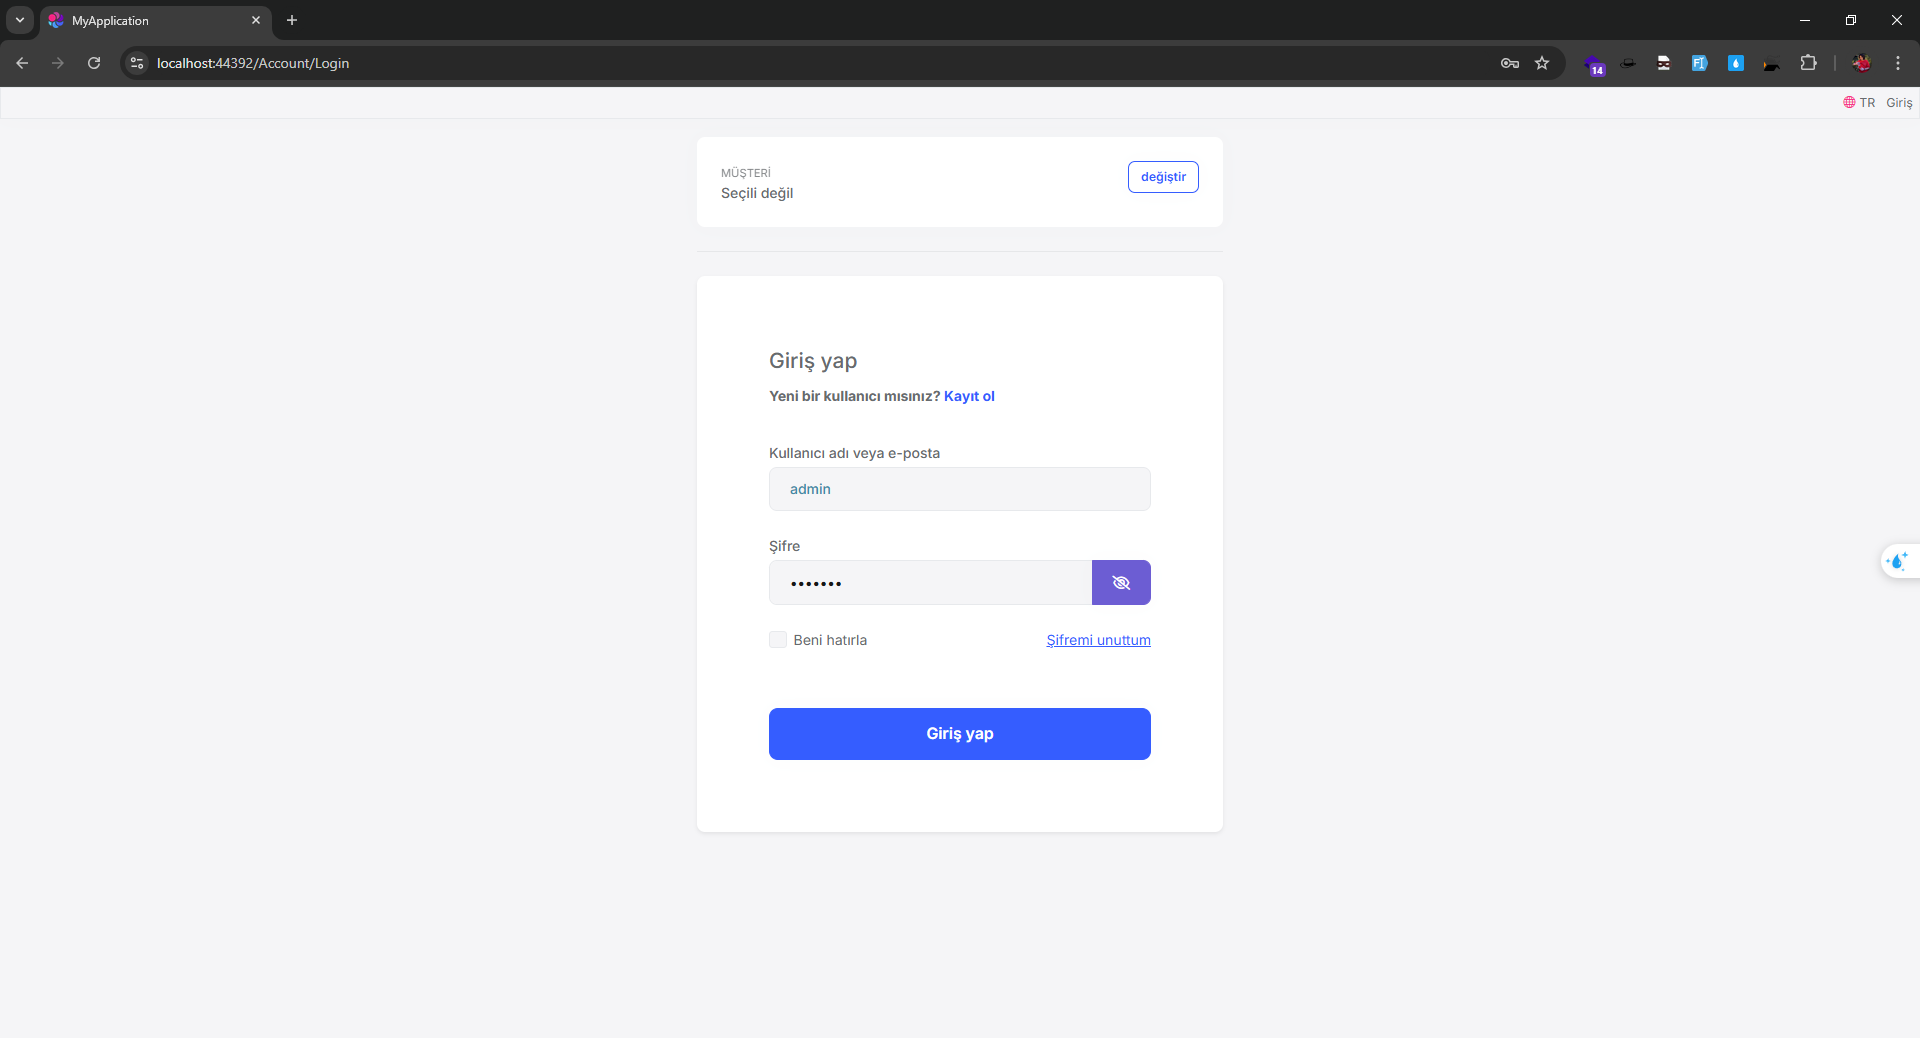 MyApplication
localhost:44392/Account/Login
14
TR Giriş
MÜŞTERİ
Seçili değil
değiştir
Giriş yap
Yeni bir kullanıcı mısınız? Kayıt ol
Kullanıcı adı veya e-posta
admin
Şifre
•••••••
Beni hatırla
Şifremi unuttum
Giriş yap